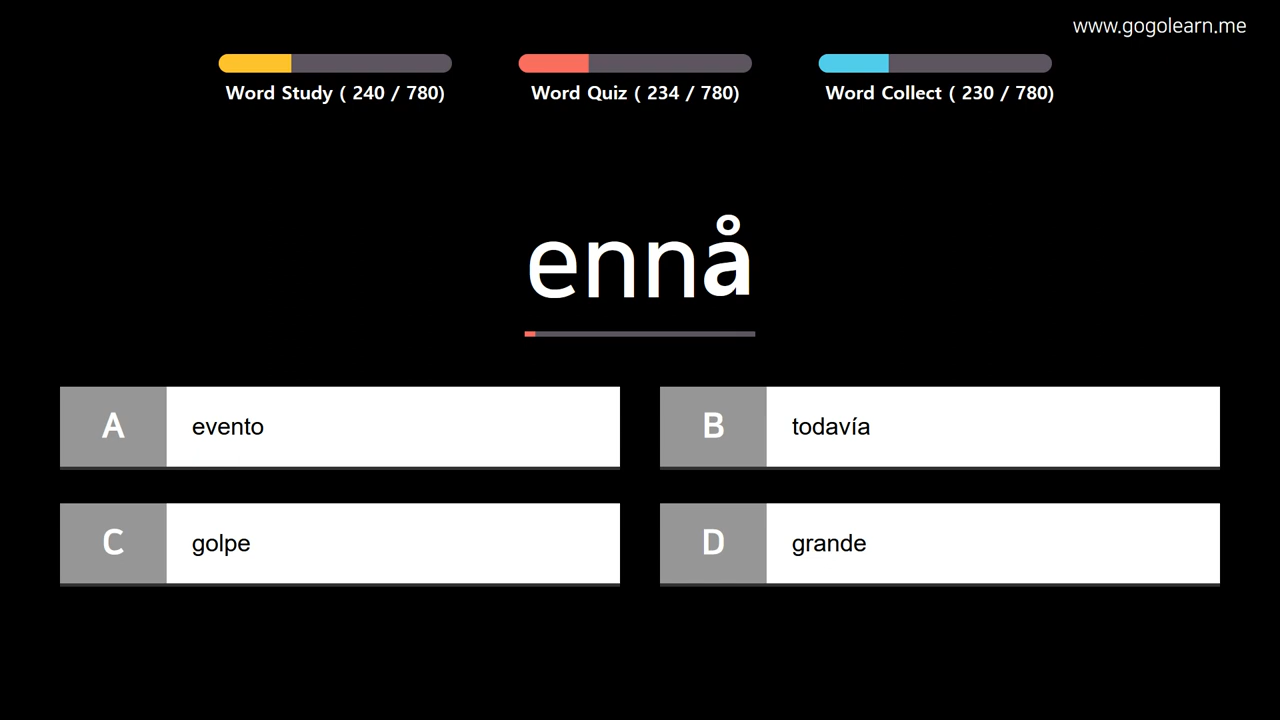 www.gogolearn.me
Word Study ( 240 / 780)
Word Quiz ( 234 / 780)
Word Collect ( 230 / 780)
ennå
A evento
B todavía
C golpe
D grande